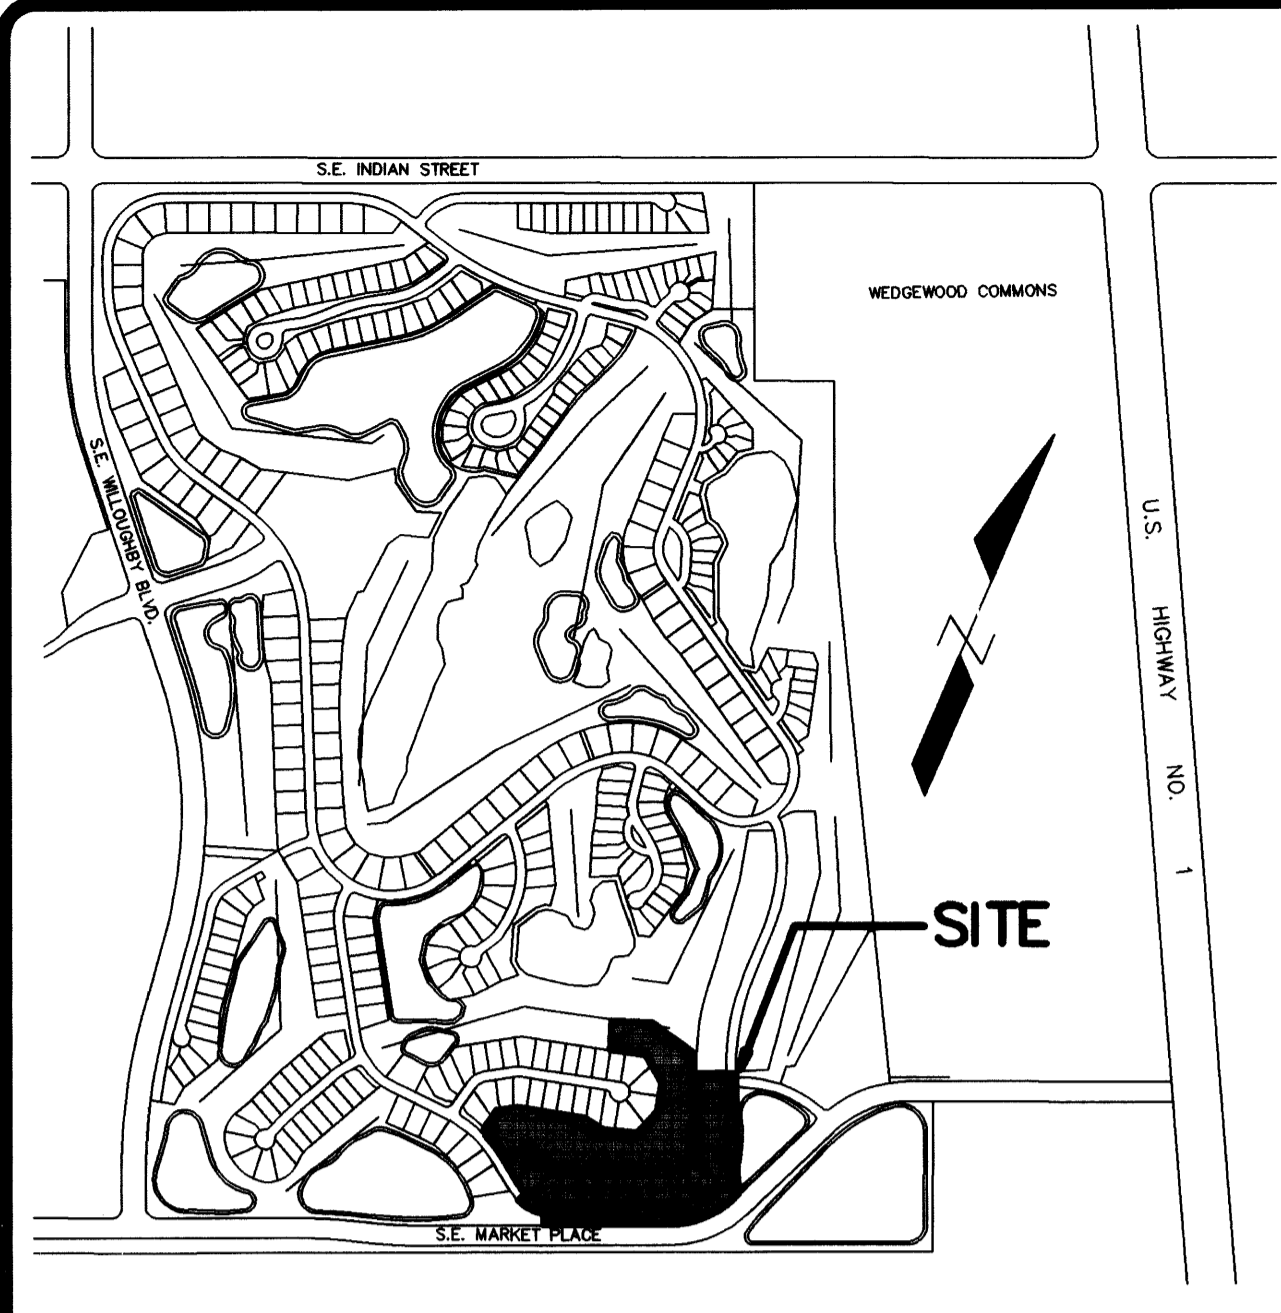 S.E. INDIAN STREET
WEDGEWOOD COMMONS
S.E. WILLOUGHBY BLVD.
U.S. HIGHWAY NO. 1
N
SITE
S.E. MARKET PLACE